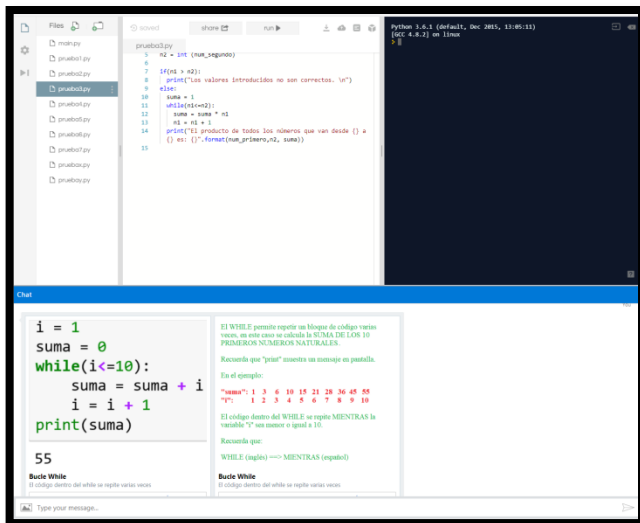 Files
main.py
prueba1.py
prueba2.py
prueba3.py
prueba4.py
prueba5.py
prueba6.py
prueba7.py
pruebax.py
pruebay.py
saved
share
run
prueba3.py
5 n2 = int (num_segundo)
6
7 if(n1 > n2):
8 print("Los valores introducidos no son correctos. \n")
9 else:
10 suma = 1
11 while(n1<=n2):
12 suma = suma * n1
13 n1 = n1 + 1
14 print("El producto de todos los números que van desde {} a
{} es: {}".format(num_primero,n2, suma))
15
Python 3.6.1 (default, Dec 2015, 13:05:11)
[GCC 4.8.2] on linux
>
Chat
i = 1
suma = 0
while(i<=10):
suma = suma + i
i = i + 1
print(suma)
55
Bucle While
El código dentro del while se repite varias veces
El WHILE permite repetir un bloque de código varias
veces, en este caso se calcula la SUMA DE LOS 10
PRIMEROS NUMEROS NATURALES.
Recuerda que "print" muestra un mensaje en pantalla.
En el ejemplo:
"suma": 1 3 6 10 15 21 28 36 45 55
"i": 1 2 3 4 5 6 7 8 9 10
El código dentro del WHILE se repite MIENTRAS la
variable "i" sea menor o igual a 10.
Recuerda que:
WHILE (inglés) ==> MIENTRAS (español)
Bucle While
El código dentro del while se repite varias veces
Type your message...